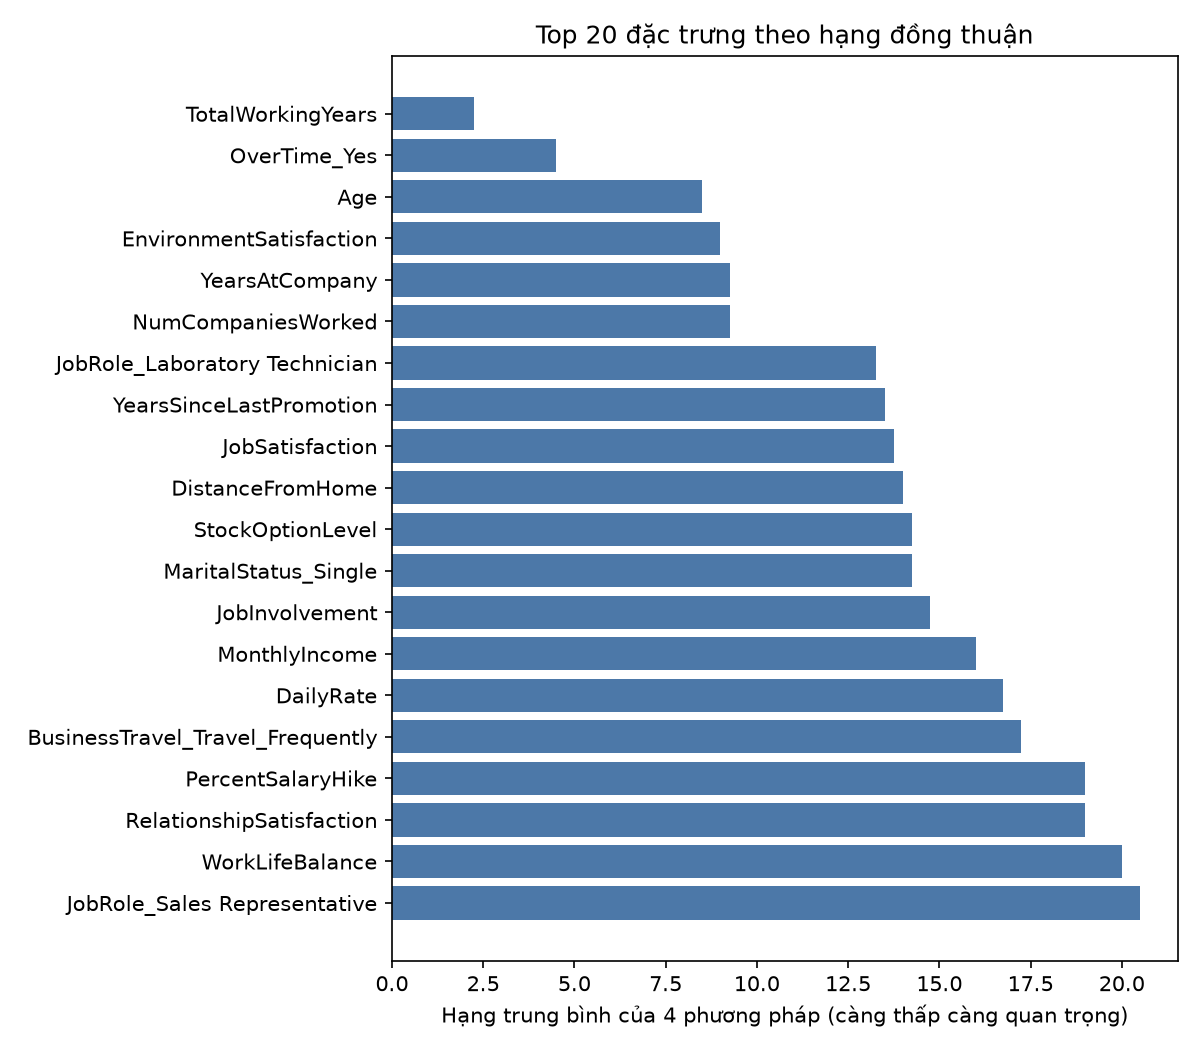 Top 20 đặc trưng theo hạng đồng thuận
TotalWorkingYears
OverTime_Yes
Age
EnvironmentSatisfaction
YearsAtCompany
NumCompaniesWorked
JobRole_Laboratory Technician
YearsSinceLastPromotion
JobSatisfaction
DistanceFromHome
StockOptionLevel
MaritalStatus_Single
JobInvolvement
MonthlyIncome
DailyRate
BusinessTravel_Travel_Frequently
PercentSalaryHike
RelationshipSatisfaction
WorkLifeBalance
JobRole_Sales Representative
0.0 2.5 5.0 7.5 10.0 12.5 15.0 17.5 20.0
Hạng trung bình của 4 phương pháp (càng thấp càng quan trọng)